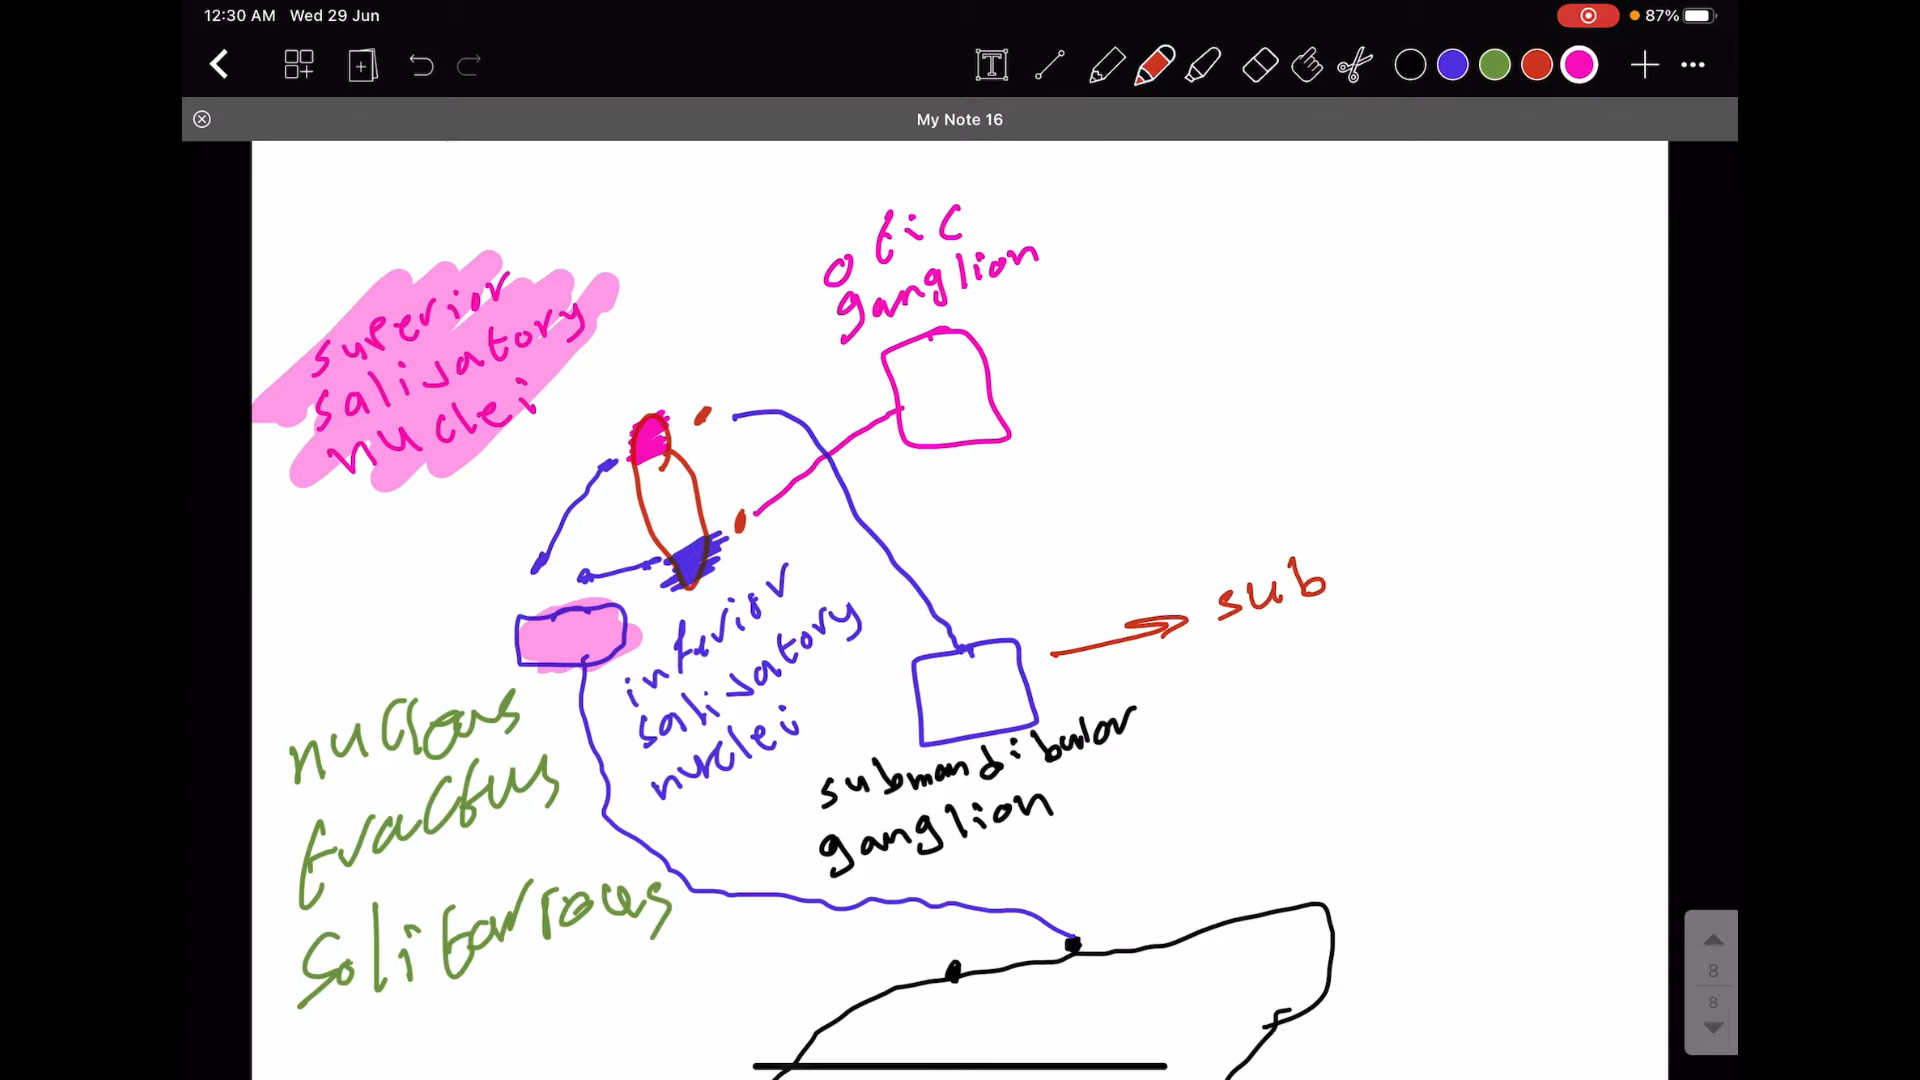 12:30 AM Wed 29 Jun
87%
T
My Note 16
otic
ganglion
superior
salivatory
nuclei
sub
inferior
salivatory
nuclei
submandibular
ganglion
nucleus
tractus
Solitarious
8
8